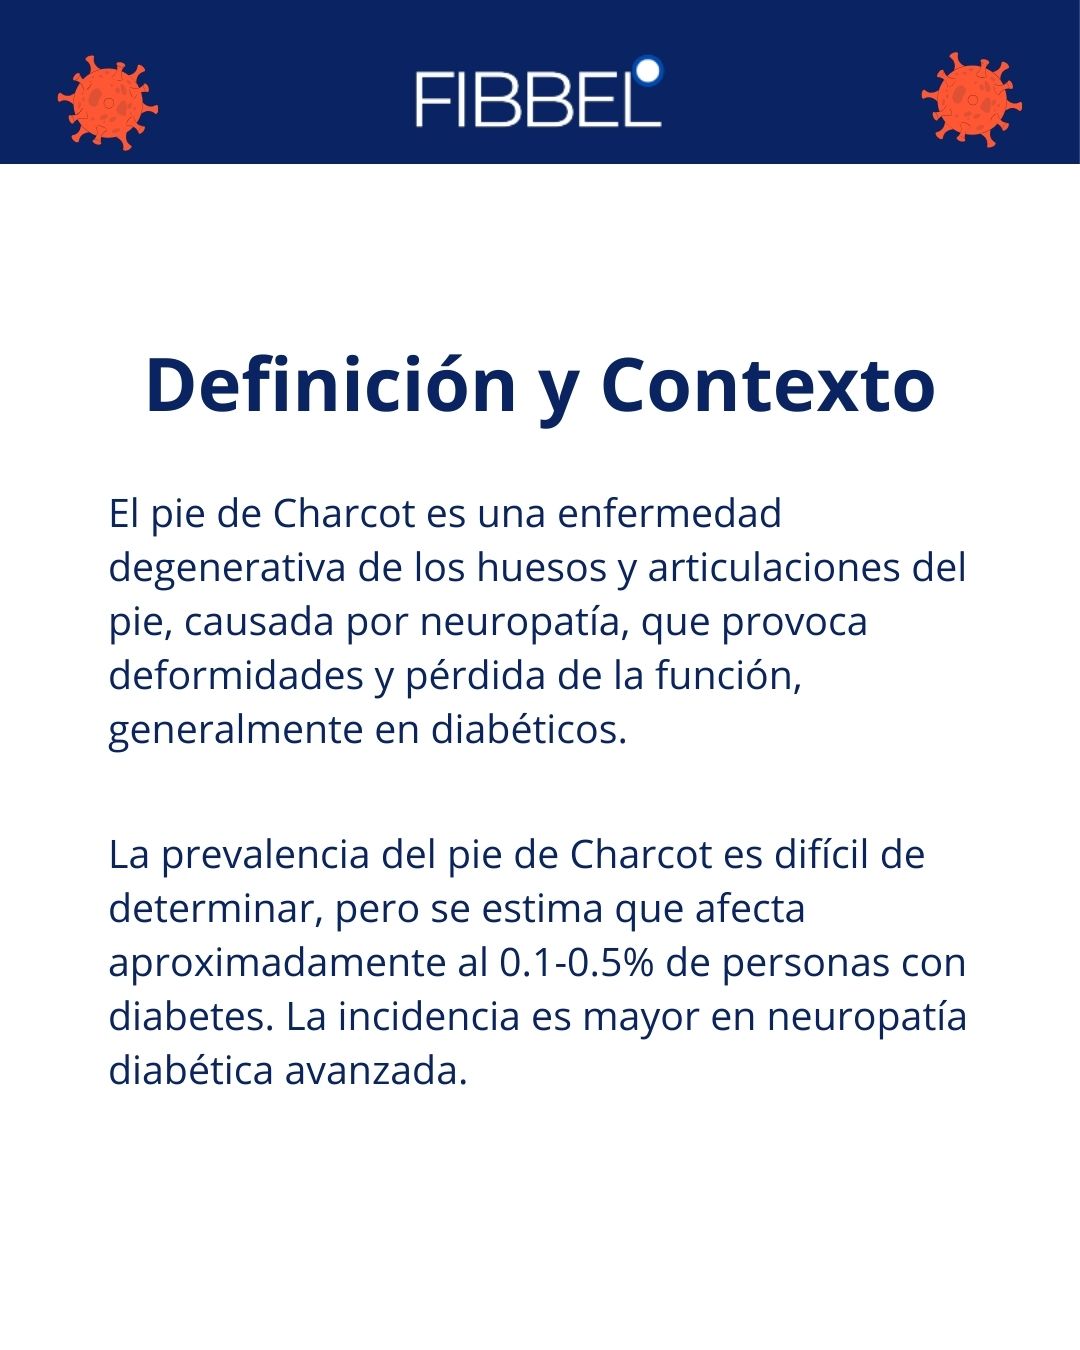 FIBBEL
Definición y Contexto
El pie de Charcot es una enfermedad
degenerativa de los huesos y articulaciones del
pie, causada por neuropatía, que provoca
deformidades y pérdida de la función,
generalmente en diabéticos.
La prevalencia del pie de Charcot es difícil de
determinar, pero se estima que afecta
aproximadamente al 0.1-0.5% de personas con
diabetes. La incidencia es mayor en neuropatía
diabética avanzada.